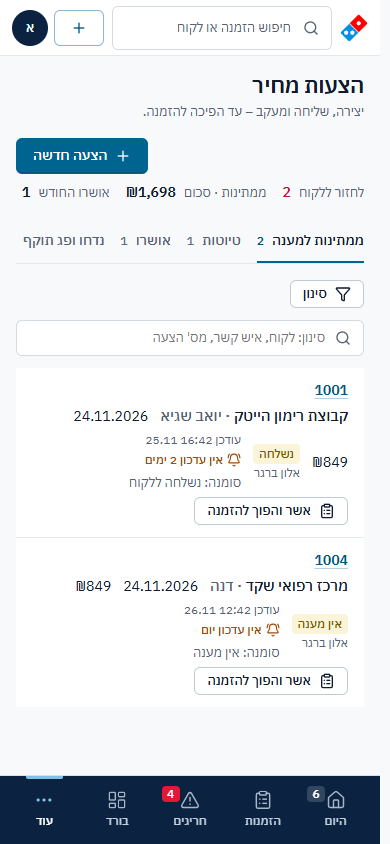 חיפוש הזמנה או לקוח
א
הצעות מחיר
יצירה, שליחה ומעקב – עד הפיכה להזמנה.
הצעה חדשה
לחזור ללקוח 2 ממתינות · סכום ₪1,698 אושרו החודש 1
ממתינות למענה 2 טיוטות 1 אושרו 1 נדחו ופג תוקף
סינון
סינון: לקוח, איש קשר, מס' הצעה
1001
קבוצת רימון הייטק · יואב שגיא 24.11.2026
₪849 נשלחה אלון ברגר
עודכן 25.11 16:42
אין עדכון 2 ימים
סומנה: נשלחה ללקוח
אשר והפוך להזמנה
1004
מרכז רפואי שקד · דנה 24.11.2026 ₪849
אין מענה אלון ברגר
עודכן 26.11 12:42
אין עדכון יום
סומנה: אין מענה
אשר והפוך להזמנה
6 4
היום הזמנות חריגים בורד עוד